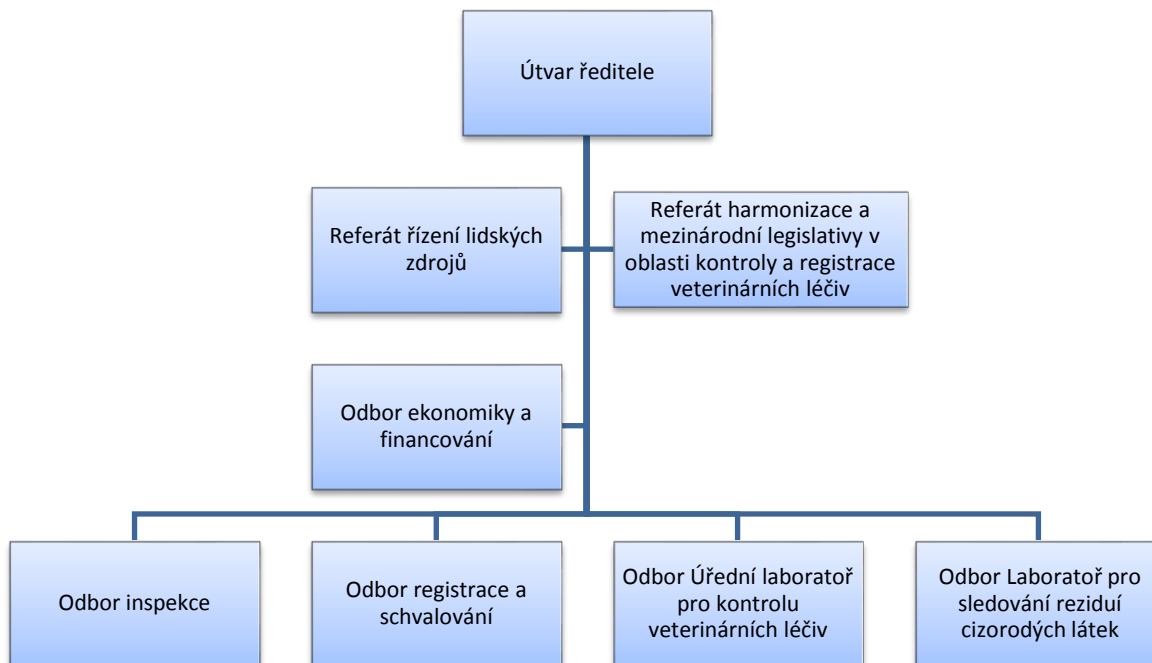 Útvar ředitele
Referát řízení lidských
zdrojů
Referát harmonizace a
mezinárodní legislativy v
oblasti kontroly a registrace
veterinárních léčiv
Odbor ekonomiky a
financování
Odbor inspekce
Odbor registrace a
schvalování
Odbor Úřední laboratoř
pro kontrolu
veterinárních léčiv
Odbor Laboratoř pro
sledování reziduí
cizorodých látek